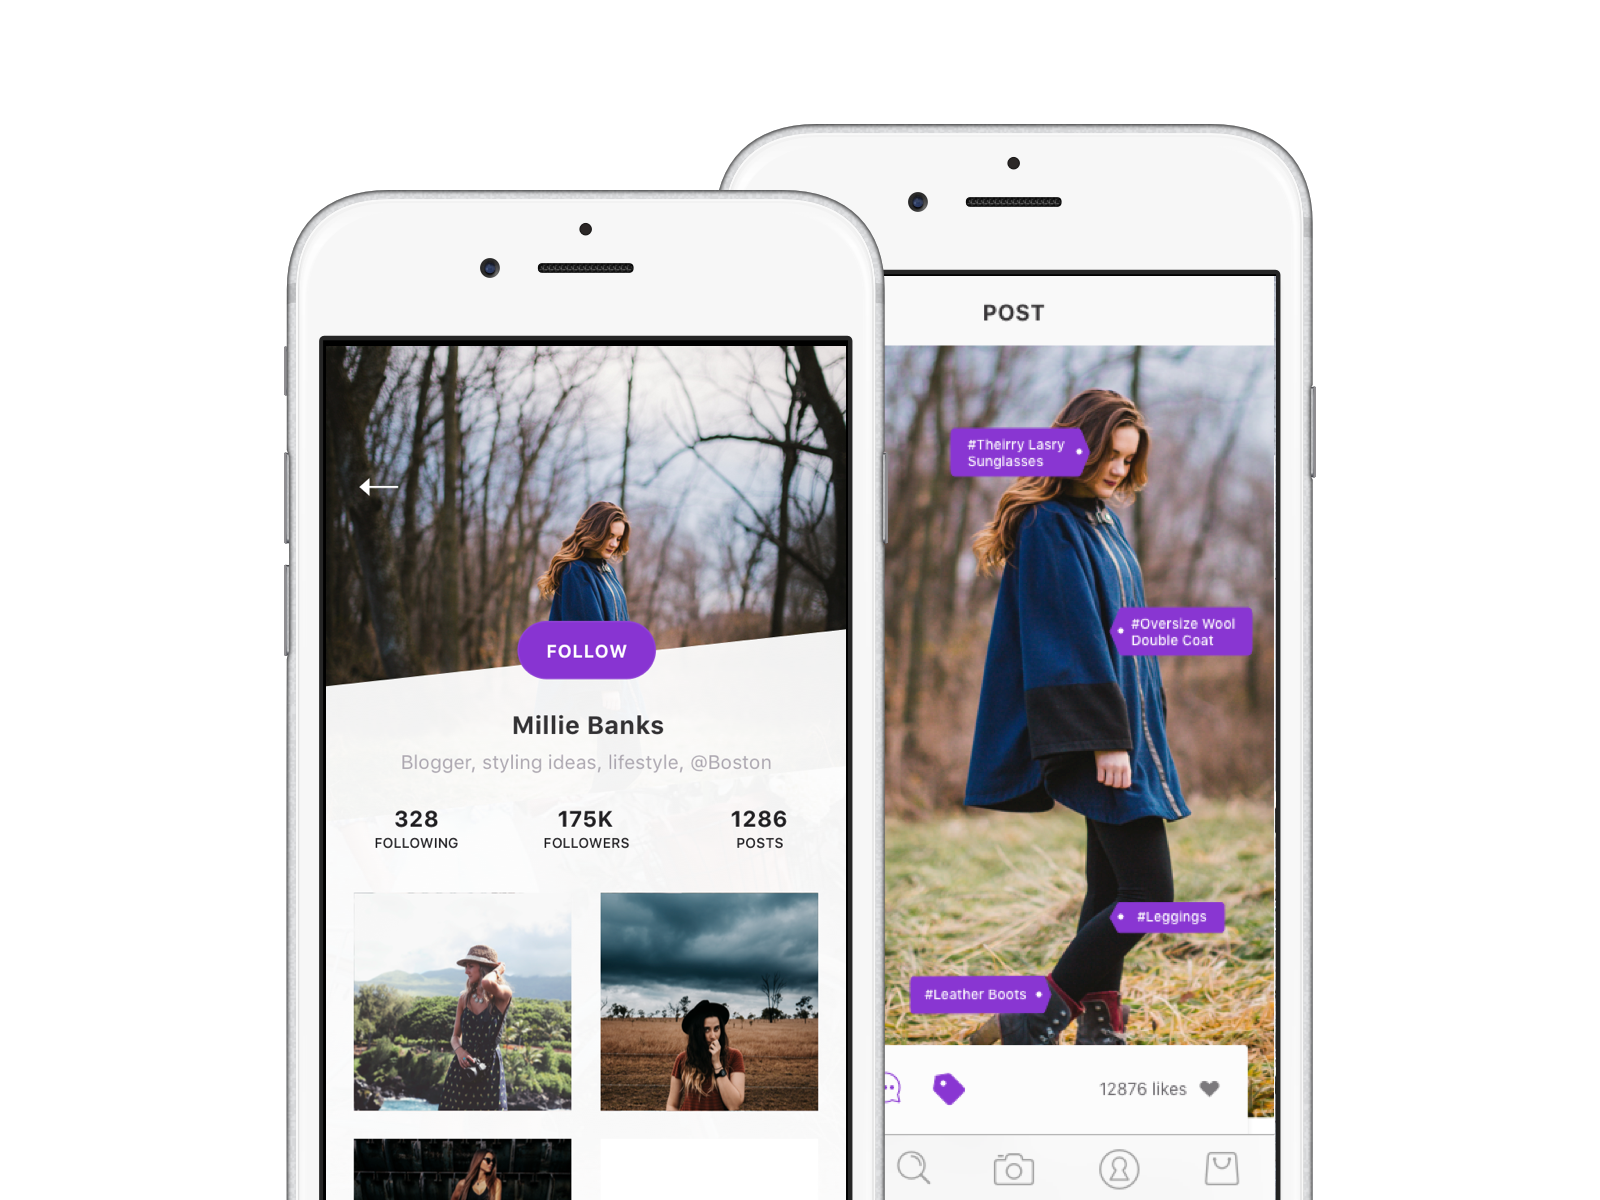 POST
#Theirry Lasry
Sunglasses
#Oversize Wool
Double Coat
#Leggings
#Leather Boots
12876 likes
FOLLOW
Millie Banks
Blogger, styling ideas, lifestyle, @Boston
328
FOLLOWING
175K
FOLLOWERS
1286
POSTS